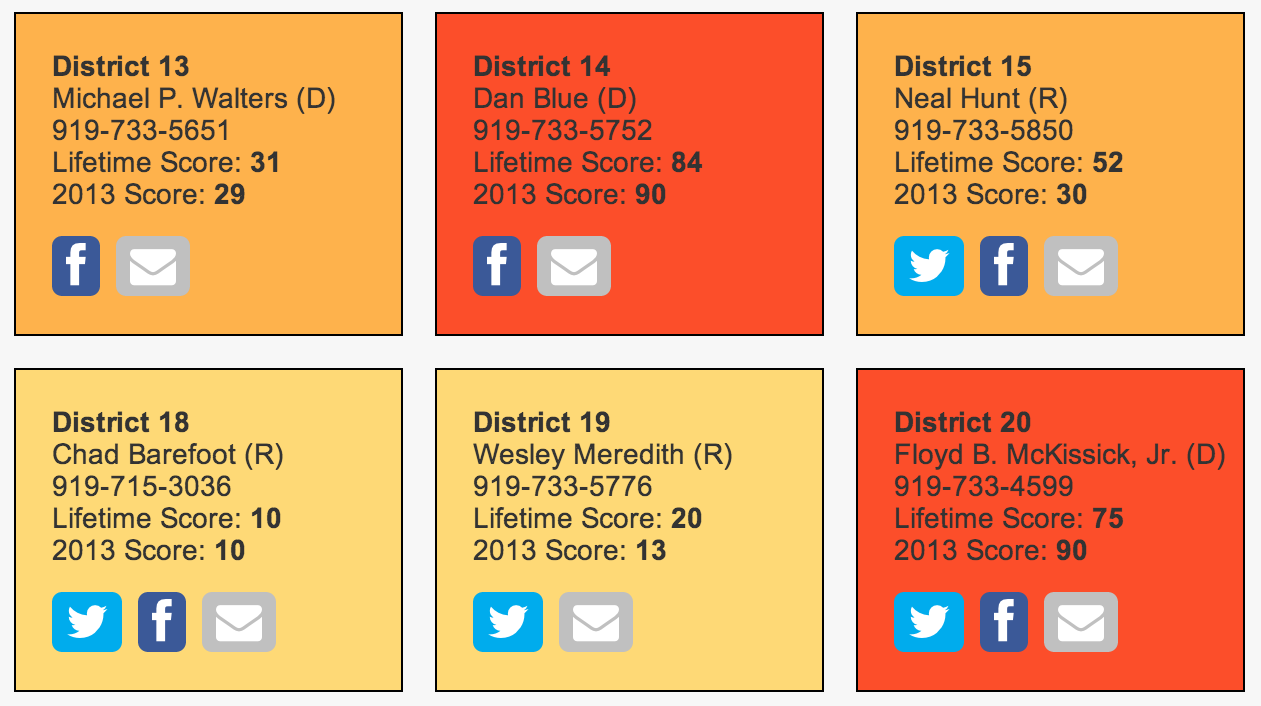 District 13
Michael P. Walters (D)
919-733-5651
Lifetime Score: 31
2013 Score: 29
District 14
Dan Blue (D)
919-733-5752
Lifetime Score: 84
2013 Score: 90
District 15
Neal Hunt (R)
919-733-5850
Lifetime Score: 52
2013 Score: 30
District 18
Chad Barefoot (R)
919-715-3036
Lifetime Score: 10
2013 Score: 10
District 19
Wesley Meredith (R)
919-733-5776
Lifetime Score: 20
2013 Score: 13
District 20
Floyd B. McKissick, Jr. (D)
919-733-4599
Lifetime Score: 75
2013 Score: 90